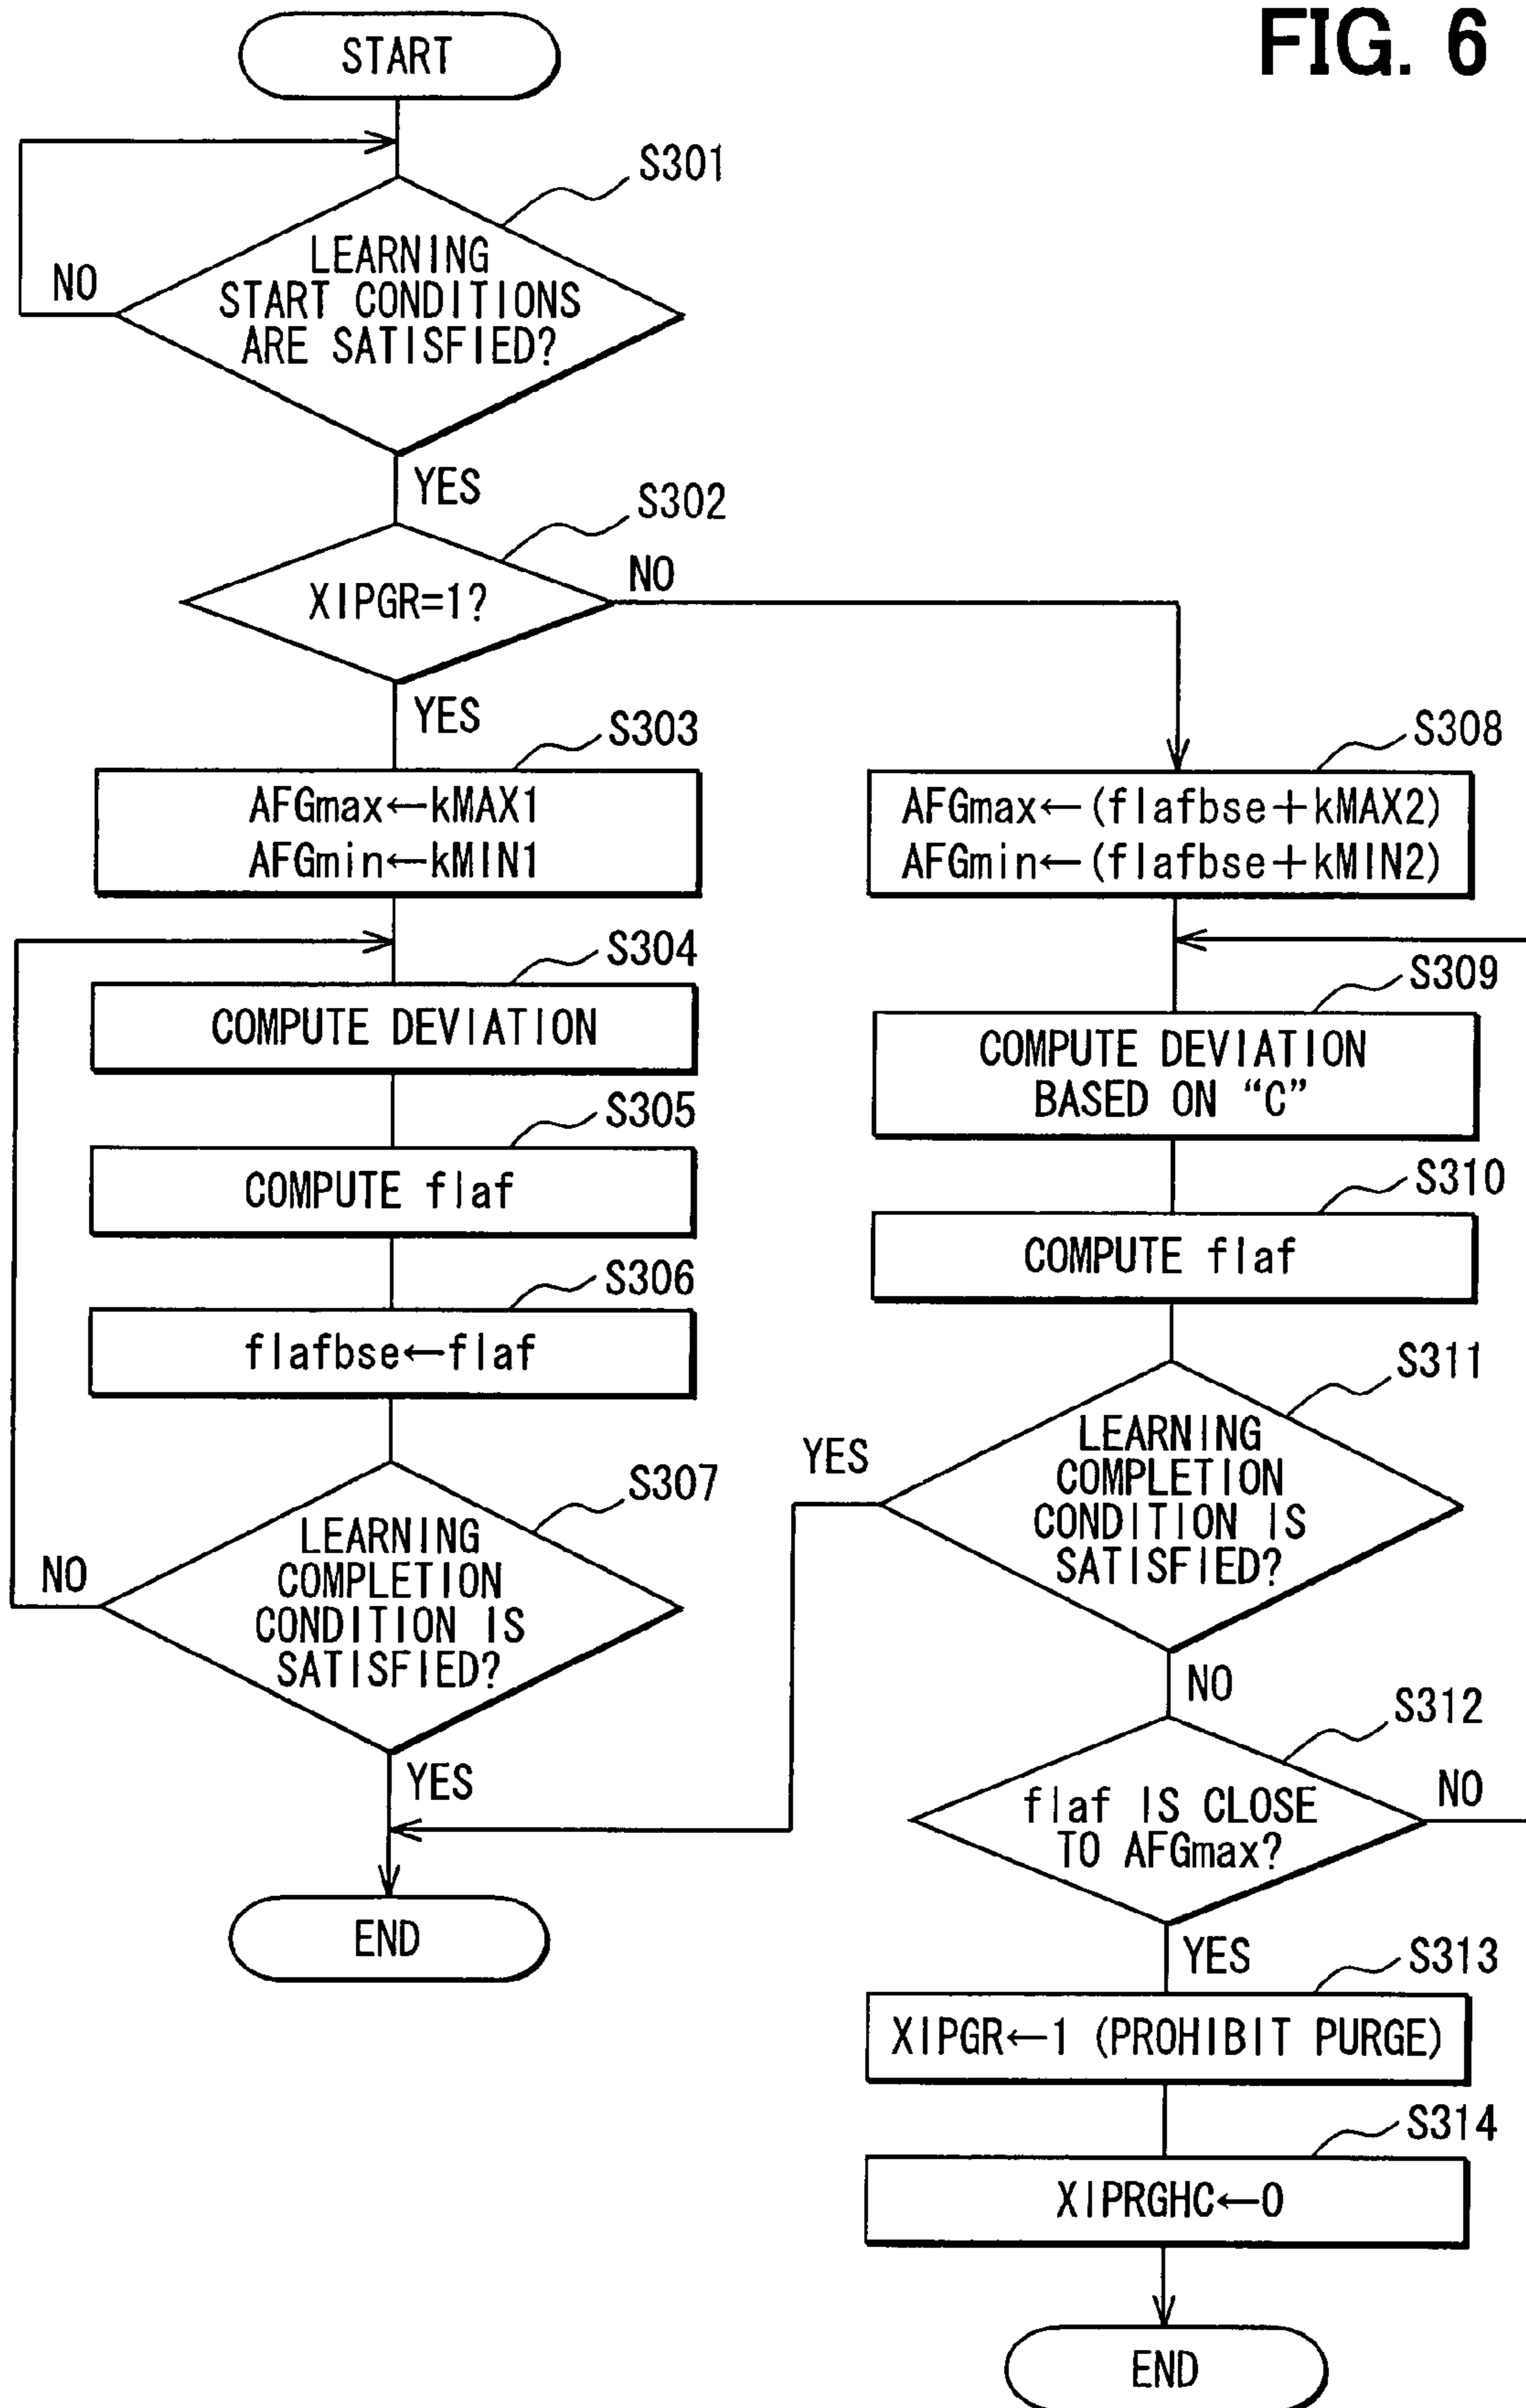 FIG. 6
START
S301
LEARNING
START CONDITIONS
ARE SATISFIED?
NO
YES
S302
XIPGR=1?
NO
YES
S303
AFGmax←kMAX1
AFGmin←kMIN1
S304
COMPUTE DEVIATION
S305
COMPUTE flaf
S306
flafbse←flaf
S307
LEARNING
COMPLETION
CONDITION IS
SATISFIED?
NO
YES
END
S308
AFGmax←(flafbse+kMAX2)
AFGmin←(flafbse+kMIN2)
S309
COMPUTE DEVIATION
BASED ON “C”
S310
COMPUTE flaf
S311
LEARNING
COMPLETION
CONDITION IS
SATISFIED?
YES
NO
S312
flaf IS CLOSE
TO AFGmax?
NO
YES
S313
XIPGR←1 (PROHIBIT PURGE)
S314
XIPRGHC←0
END